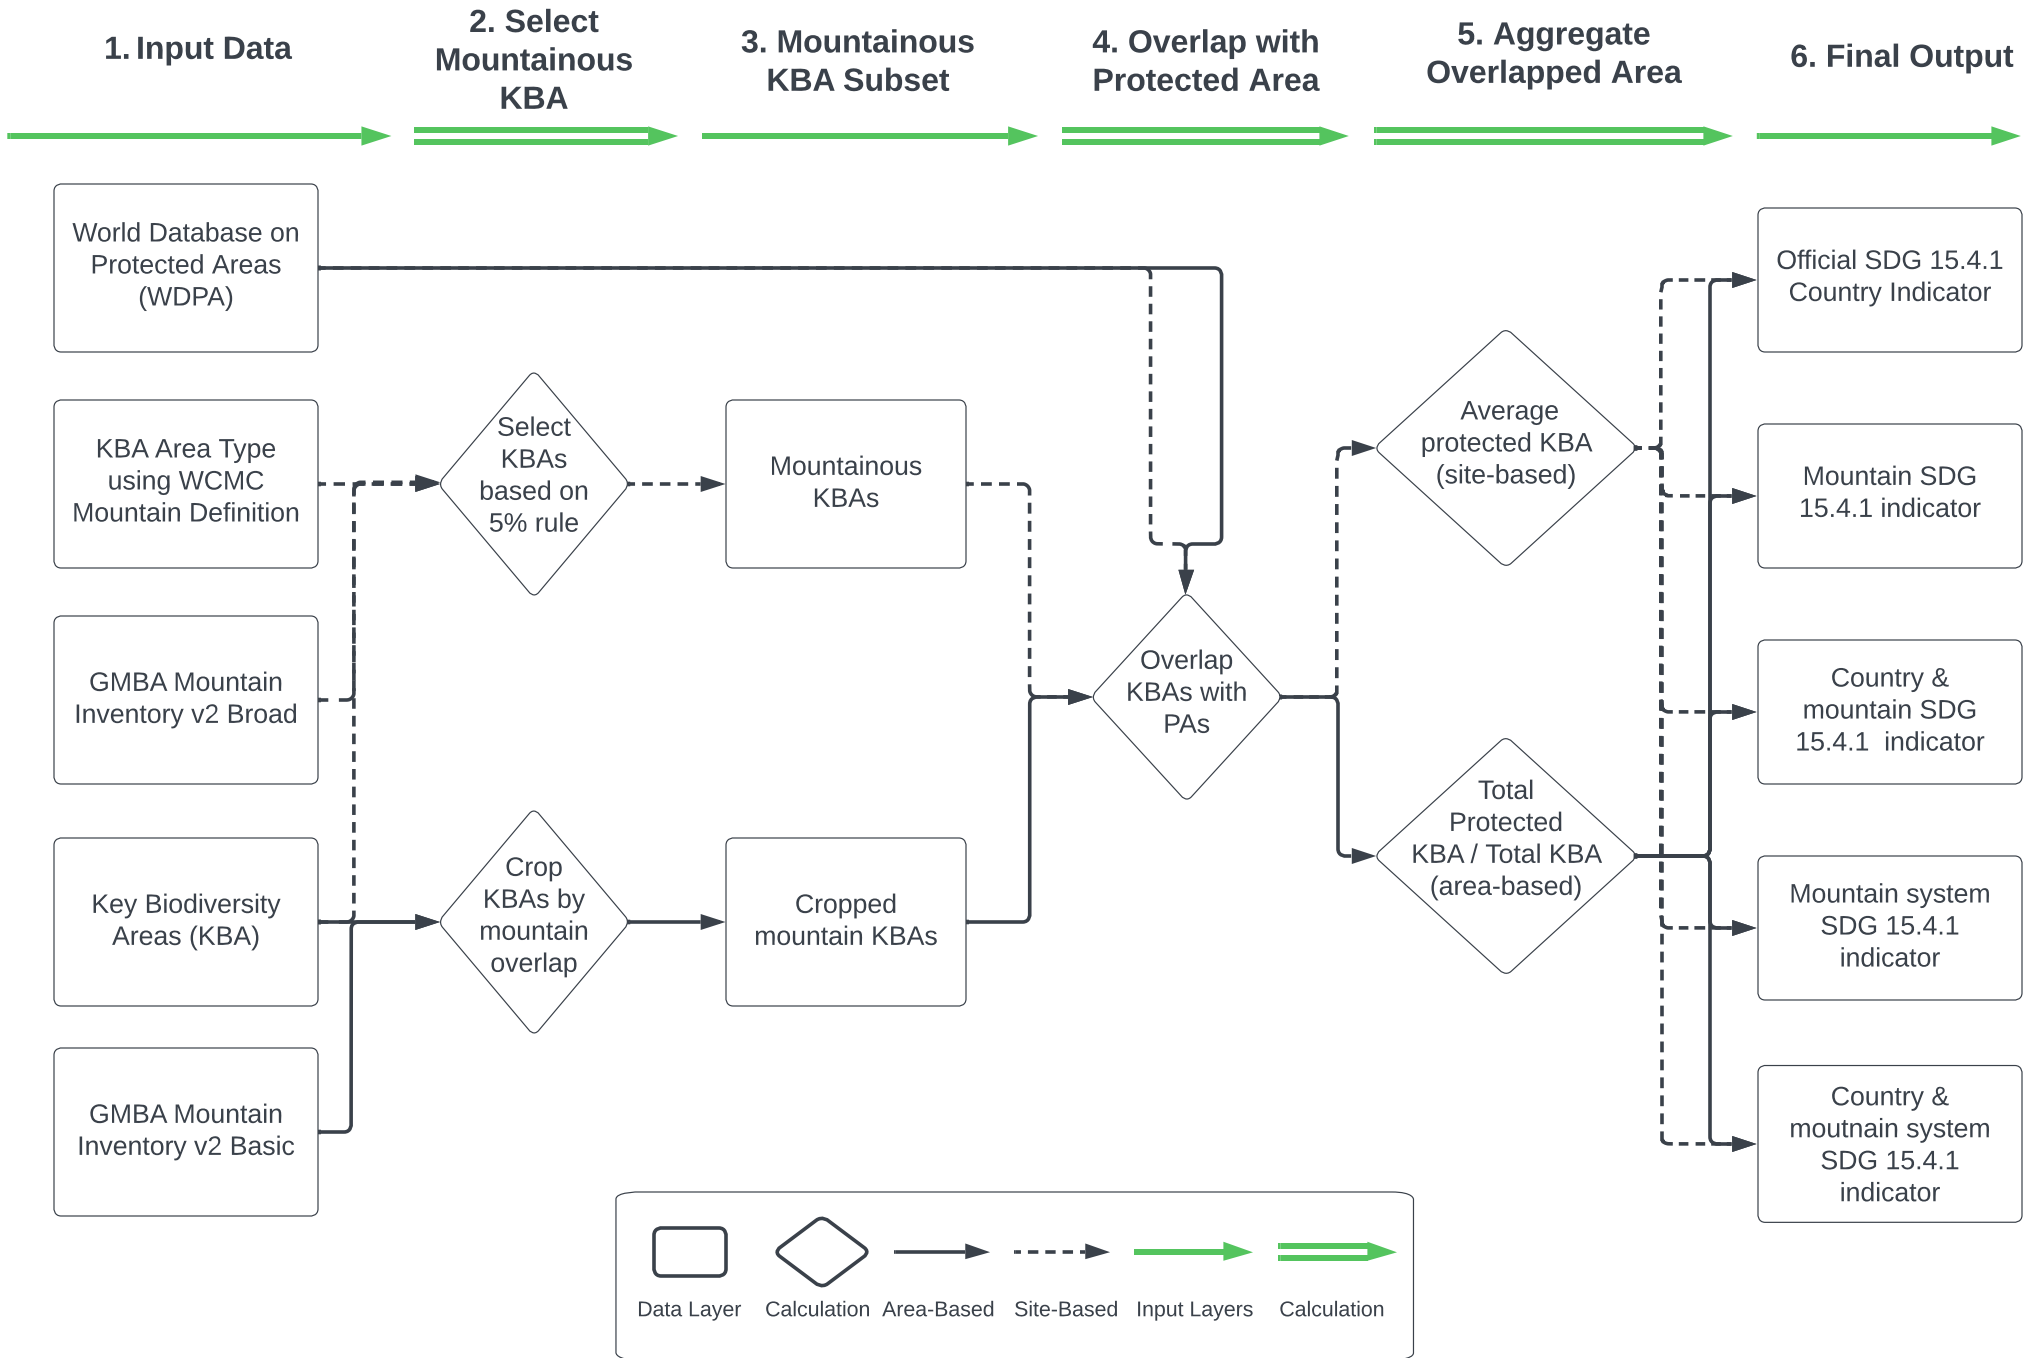 1. Input Data
2. Select
Mountainous
KBA
3. Mountainous
KBA Subset
4. Overlap with
Protected Area
5. Aggregate
Overlapped Area
6. Final Output
World Database on
Protected Areas
(WDPA)
KBA Area Type
using WCMC
Mountain Definition
GMBA Mountain
Inventory v2 Broad
Key Biodiversity
Areas (KBA)
GMBA Mountain
Inventory v2 Basic
Select
KBAs
based on
5% rule
Crop
KBAs by
mountain
overlap
Mountainous
KBAs
Cropped
mountain KBAs
Overlap
KBAs with
PAs
Average
protected KBA
(site-based)
Total
Protected
KBA / Total KBA
(area-based)
Official SDG 15.4.1
Country Indicator
Mountain SDG
15.4.1 indicator
Country &
mountain SDG
15.4.1 indicator
Mountain system
SDG 15.4.1
indicator
Country &
moutnain system
SDG 15.4.1
indicator
Data Layer
Calculation
Area-Based
Site-Based
Input Layers
Calculation